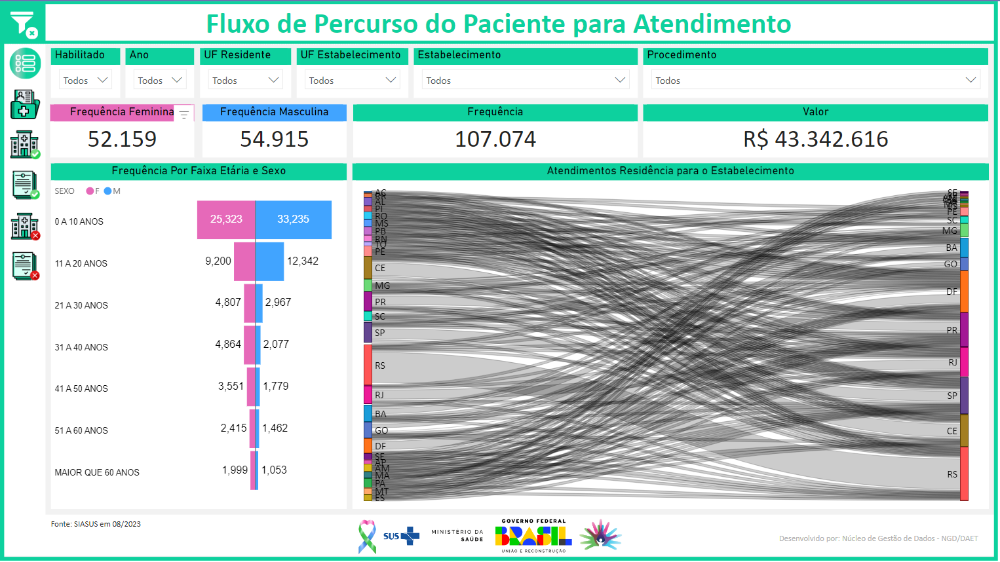 Fluxo de Percurso do Paciente para Atendimento
Habilitado
Ano
UF Residente
UF Estabelecimento
Estabelecimento
Procedimento
Todos
Todos
Todos
Todos
Todos
Todos
Frequência Feminina
Frequência Masculina
Frequência
Valor
52.159
54.915
107.074
R$ 43.342.616
Frequência Por Faixa Etária e Sexo
SEXO F M
0 A 10 ANOS 25,323 33,235
11 A 20 ANOS 9,200 12,342
21 A 30 ANOS 4,807 2,967
31 A 40 ANOS 4,864 2,077
41 A 50 ANOS 3,551 1,779
51 A 60 ANOS 2,415 1,462
MAIOR QUE 60 ANOS 1,999 1,053
Atendimentos Residência para o Estabelecimento
AC
RR
AL
PI
RO
MS
PB
RN
TO
PE
CE
MG
PR
SC
SP
RS
RJ
BA
GO
DF
SE
AP
AM
MA
PA
MT
ES
SE
PE
SC
MG
BA
GO
DF
PR
RJ
SP
CE
RS
Fonte: SIASUS em 08/2023
SUS
MINISTÉRIO DA
SAÚDE
GOVERNO FEDERAL
BRASIL
UNIÃO E RECONSTRUÇÃO
Desenvolvido por: Núcleo de Gestão de Dados - NGD/DAET